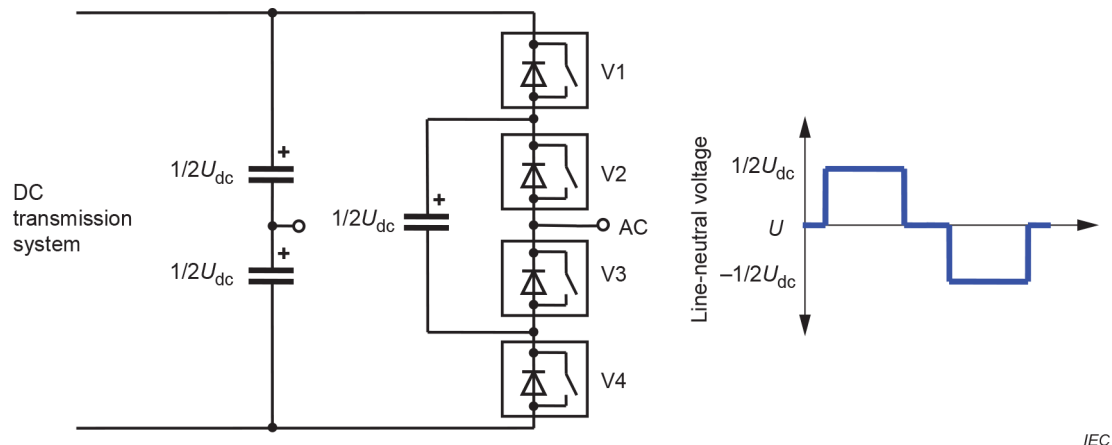 DC
transmission
system
1/2Udc
+
1/2Udc
+
1/2Udc
+
V1
V2
AC
V3
V4
Line-neutral voltage
1/2Udc
U
–1/2Udc
IEC